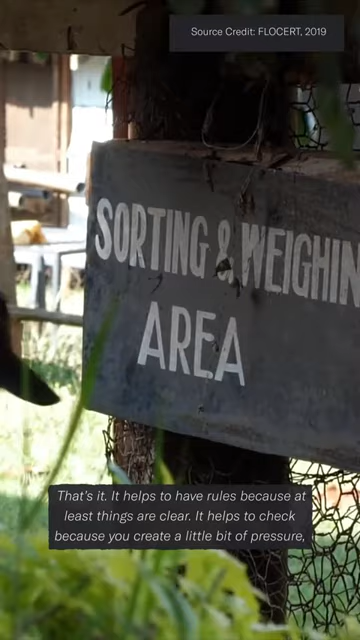 Source Credit: FLOCERT, 2019
SORTING & WEIGHIN
AREA
That's it. It helps to have rules because at
least things are clear. It helps to check
because you create a little bit of pressure,